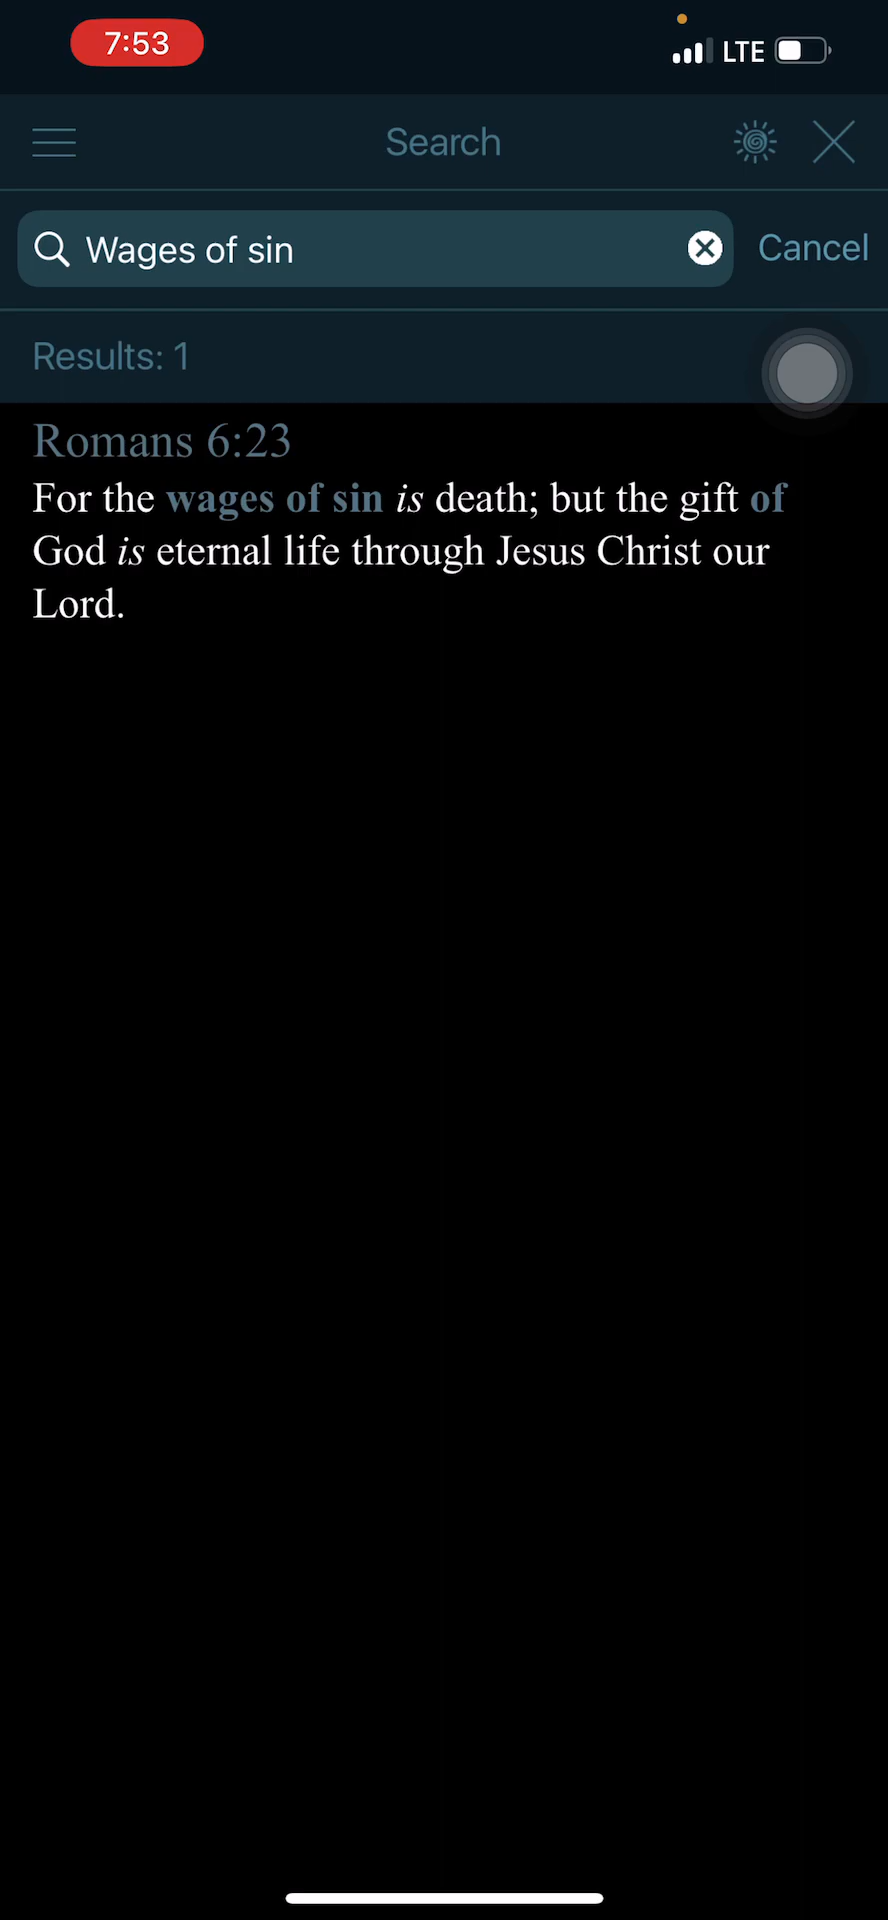 7:53
LTE
Search
Wages of sin
Cancel
Results: 1
Romans 6:23
For the wages of sin is death; but the gift of
God is eternal life through Jesus Christ our
Lord.